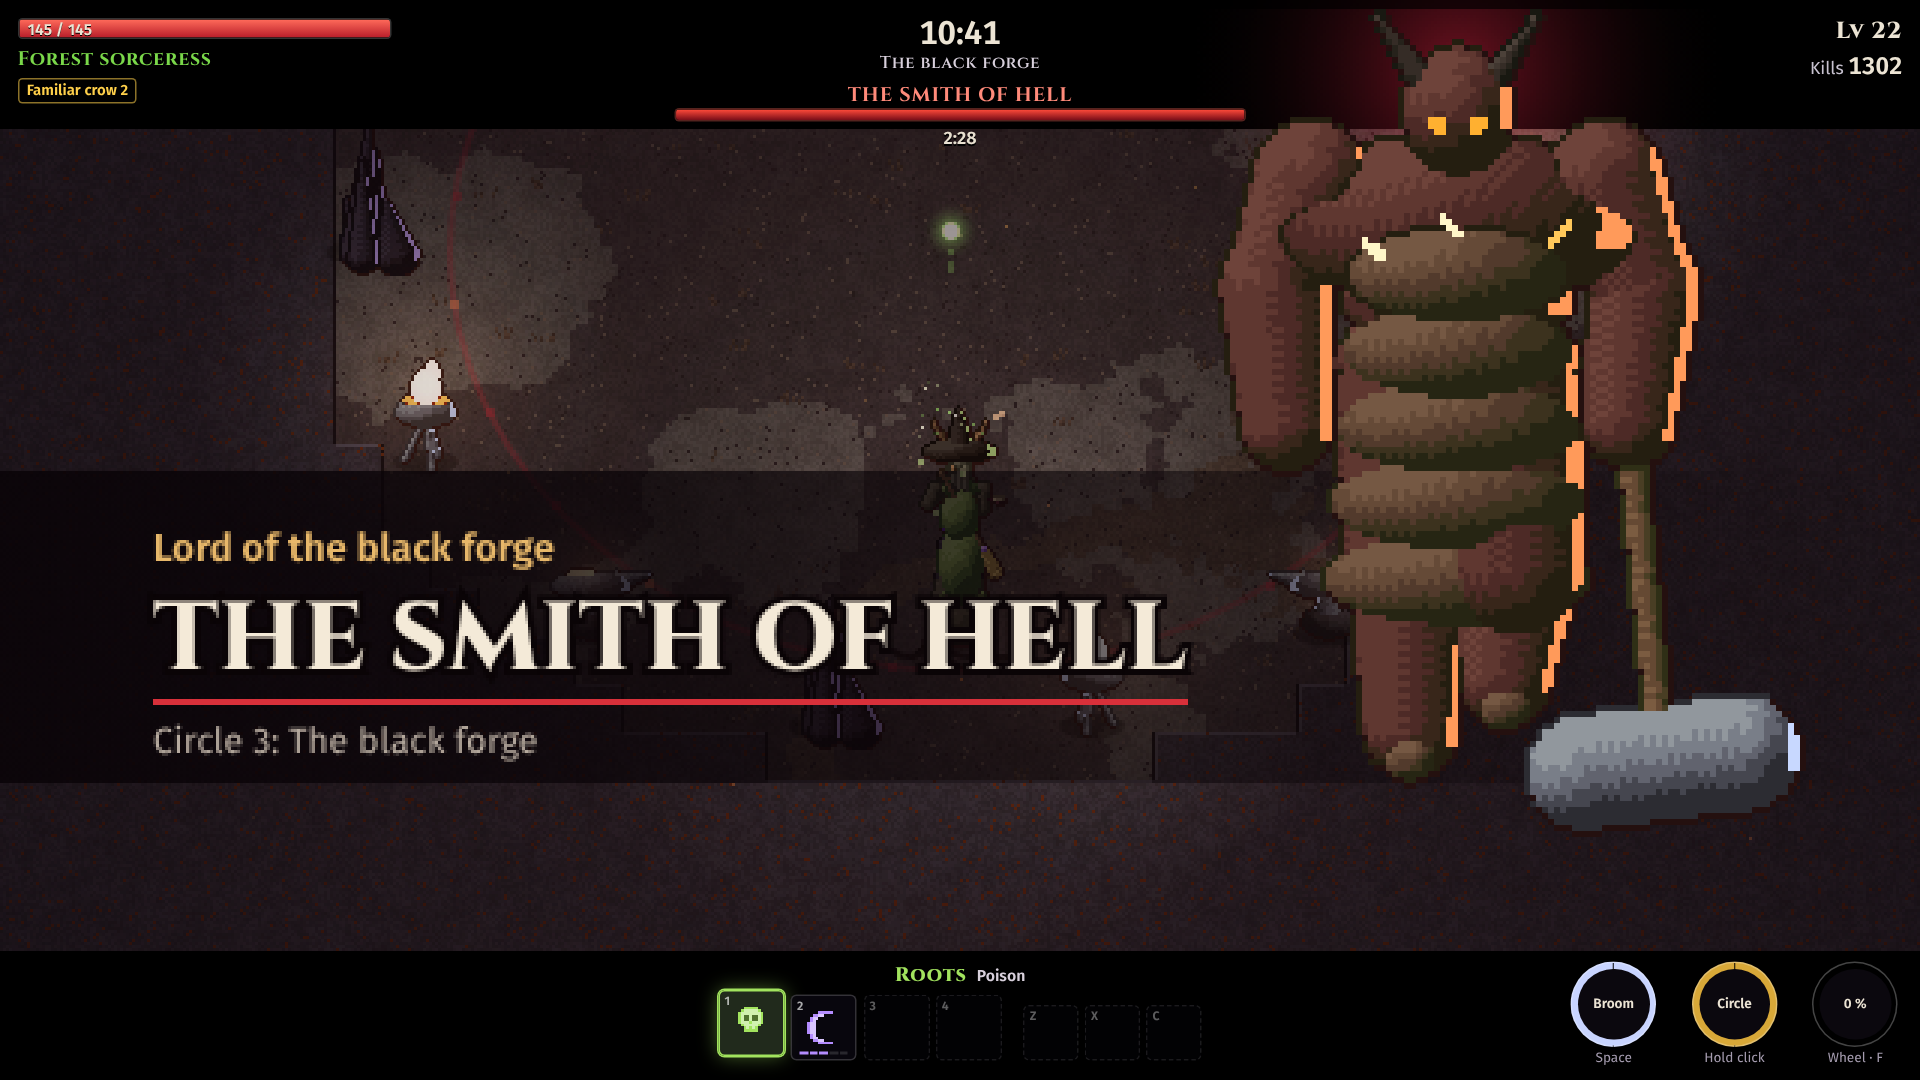 145 / 145
Forest sorceress
Familiar crow 2
10:41
The black forge
THE SMITH OF HELL
2:28
Lv 22
Kills 1302
Lord of the black forge
THE SMITH OF HELL
Circle 3: The black forge
Roots Poison
1
2
3
4
Z
X
C
Broom
Space
Circle
Hold click
0 %
Wheel · F